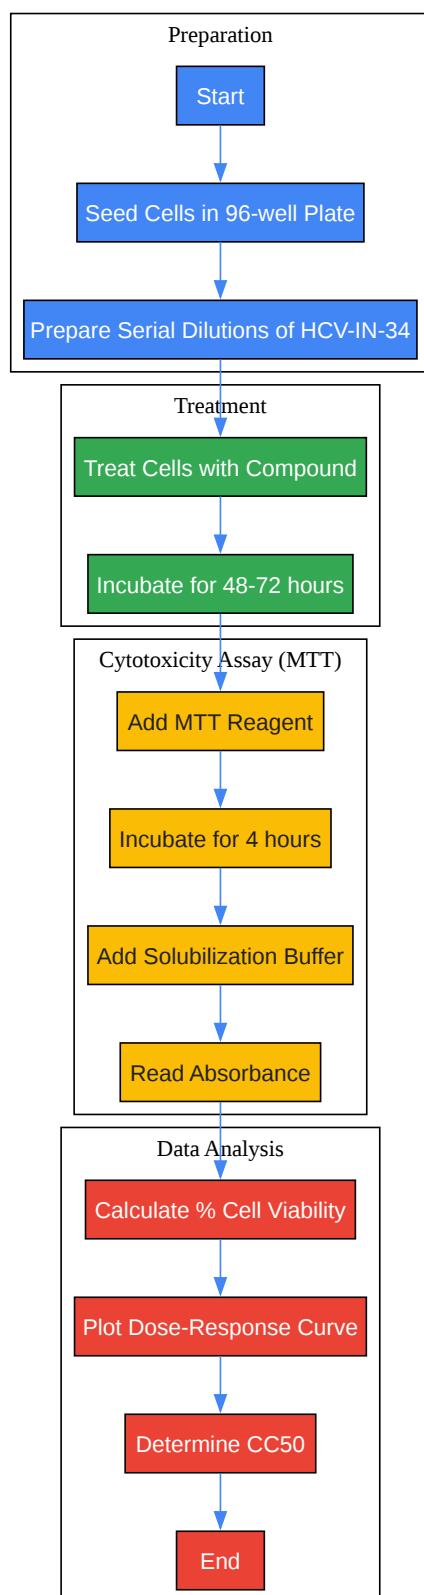 Preparation
Start
Seed Cells in 96-well Plate
Prepare Serial Dilutions of HCV-IN-34
Treatment
Treat Cells with Compound
Incubate for 48-72 hours
Cytotoxicity Assay (MTT)
Add MTT Reagent
Incubate for 4 hours
Add Solubilization Buffer
Read Absorbance
Data Analysis
Calculate % Cell Viability
Plot Dose-Response Curve
Determine CC50
End